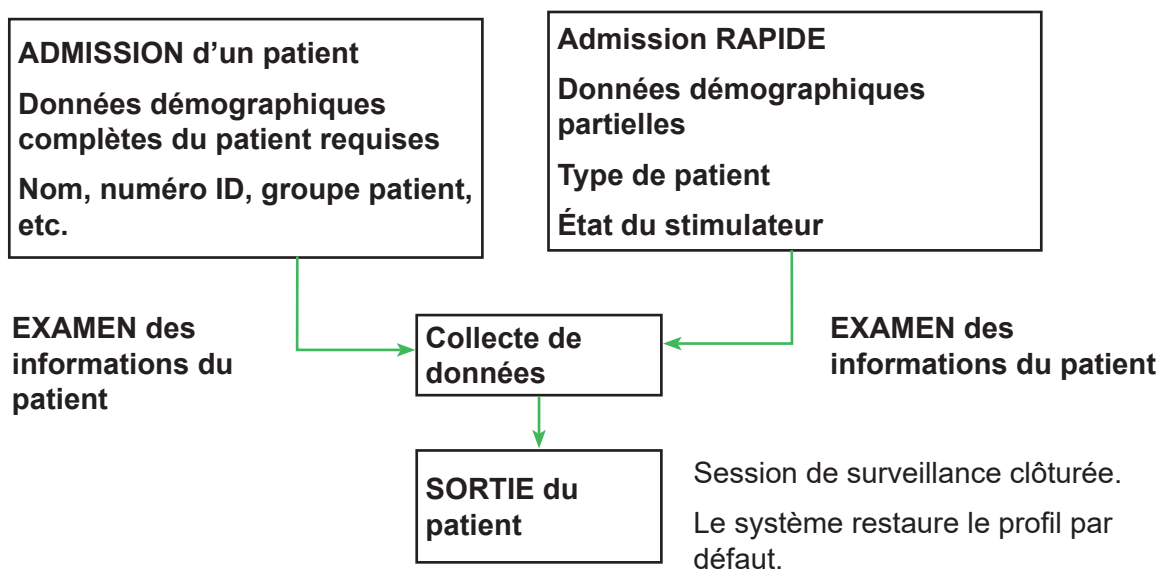 ADMISSION d’un patient
Données démographiques
complètes du patient requises
Nom, numéro ID, groupe patient,
etc.
Admission RAPIDE
Données démographiques
partielles
Type de patient
État du stimulateur
EXAMEN des
informations du
patient
Collecte de
données
EXAMEN des
informations du patient
SORTIE du
patient
Session de surveillance clôturée.
Le système restaure le profil par
défaut.